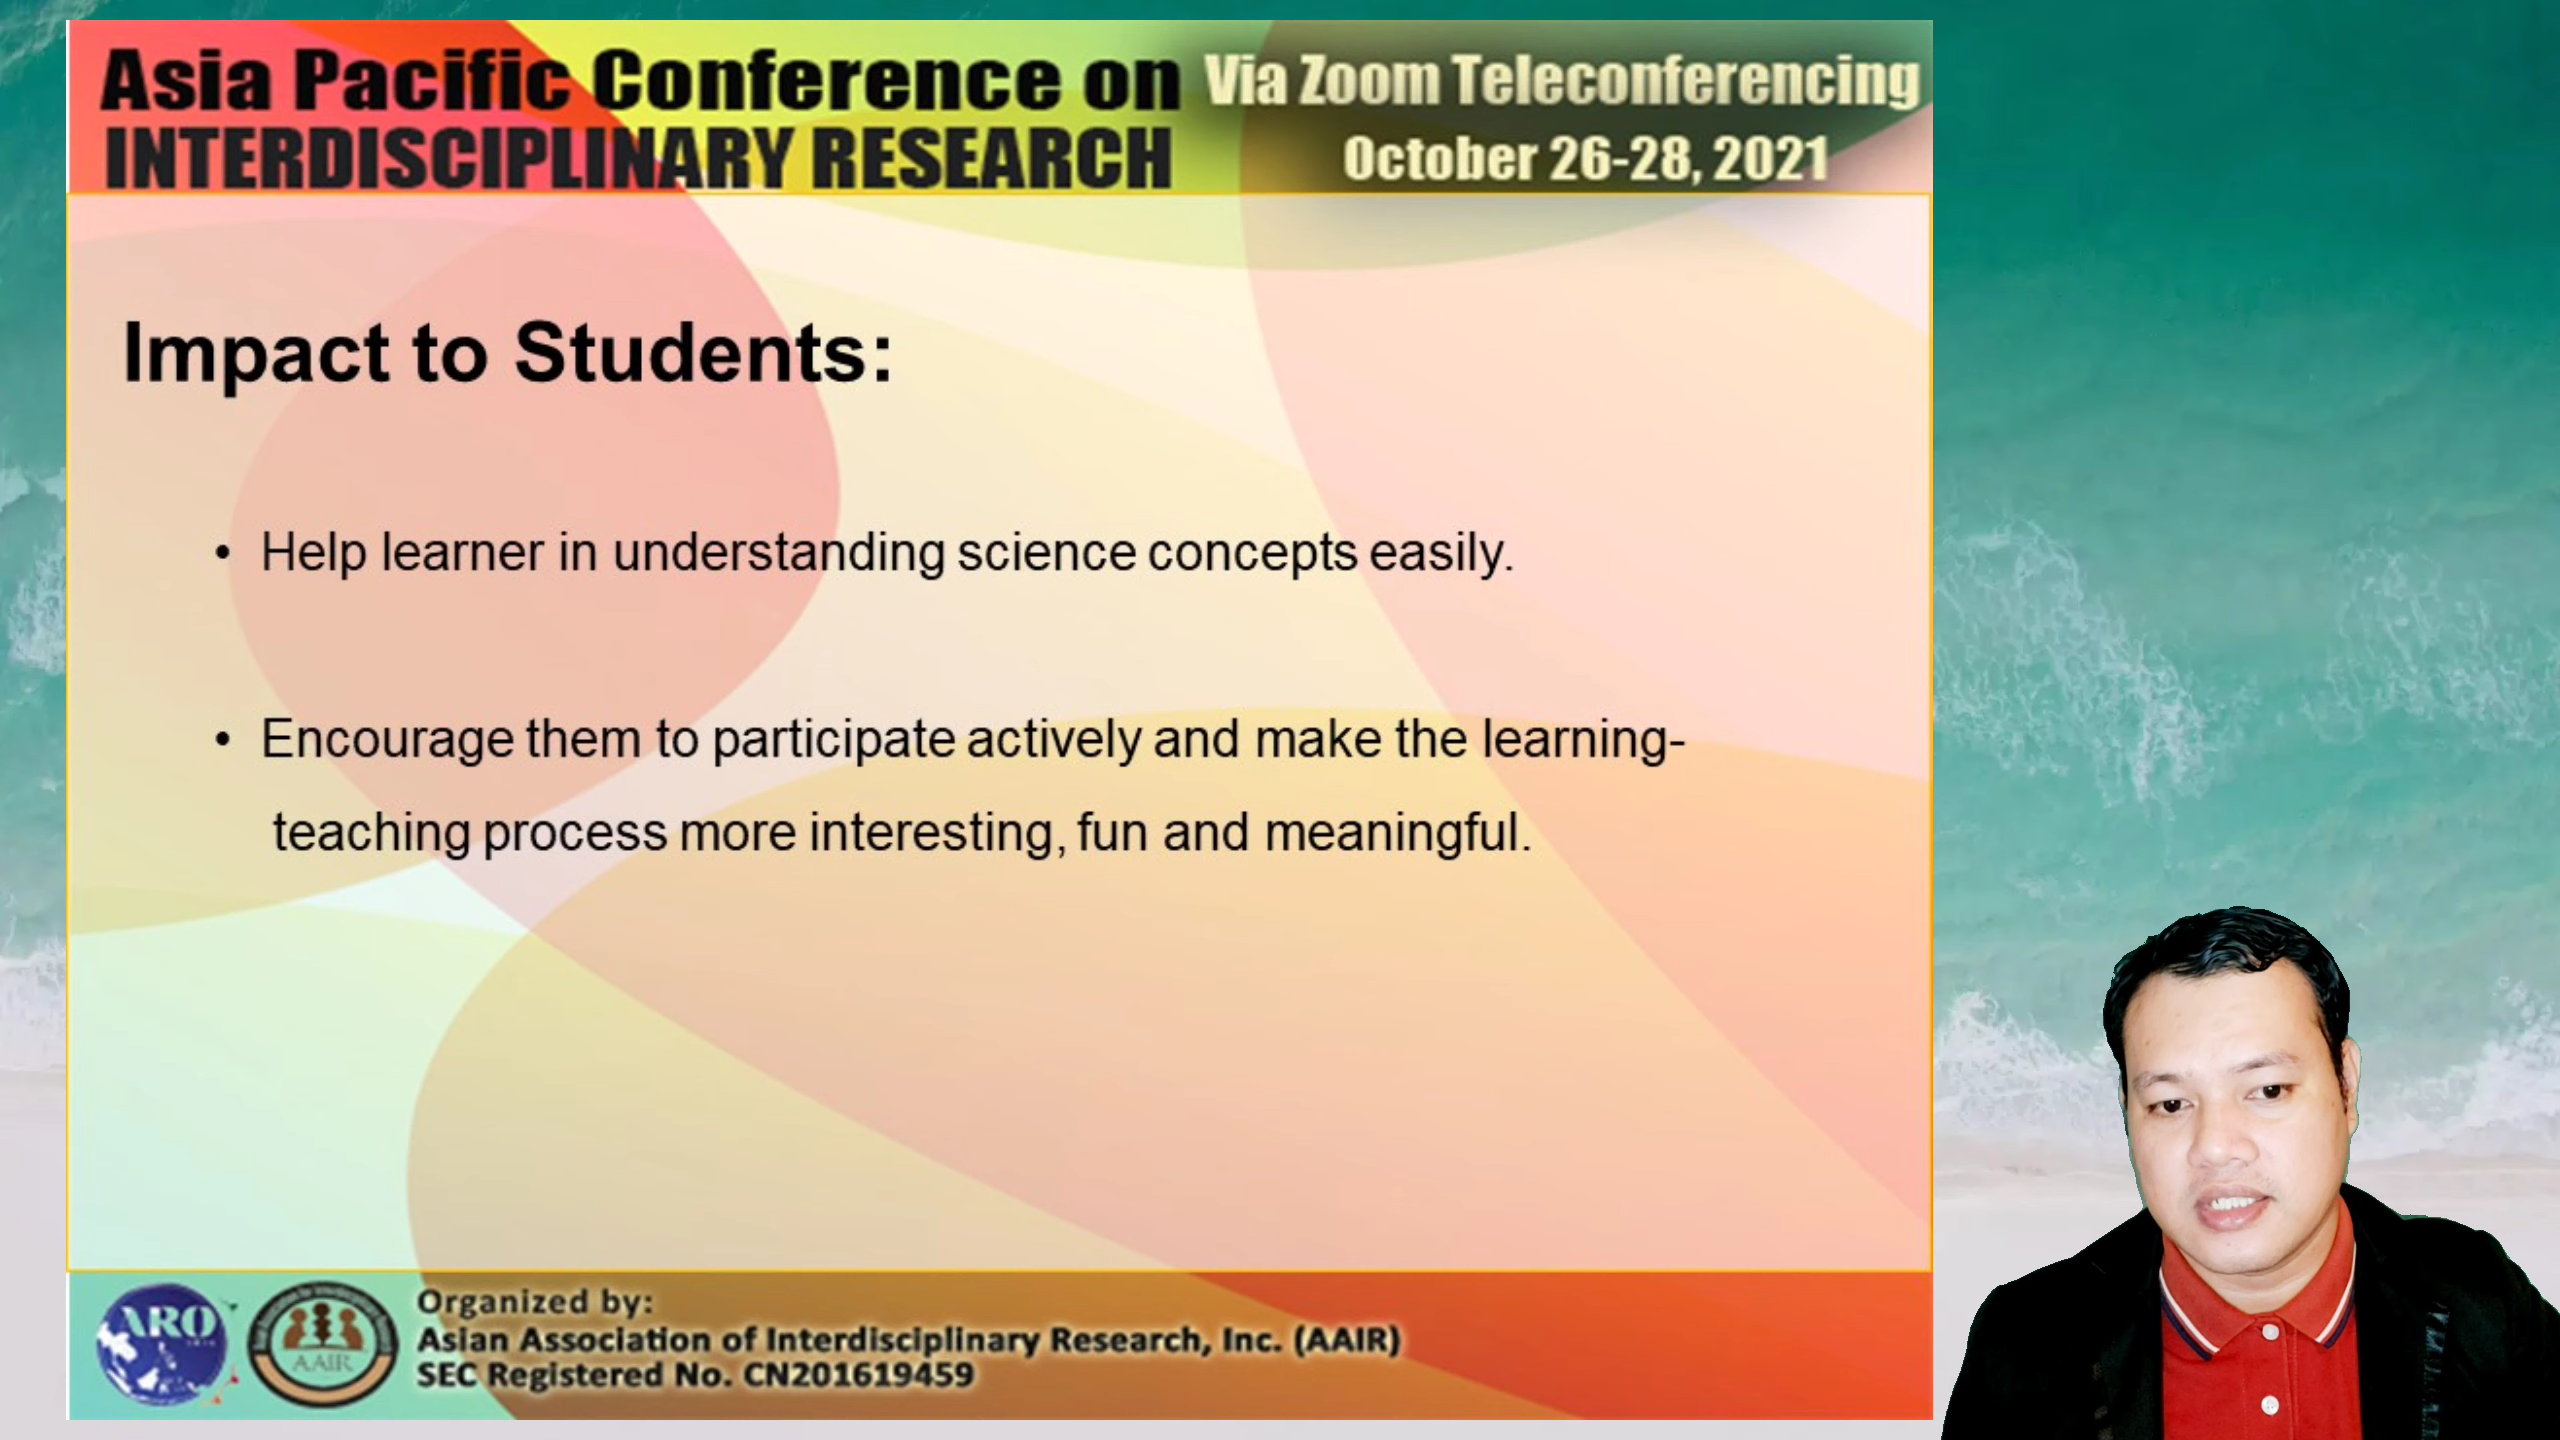 Asia Pacific Conference on
INTERDISCIPLINARY RESEARCH
Via Zoom Teleconferencing
October 26-28, 2021
Impact to Students:
• Help learner in understanding science concepts easily.
• Encourage them to participate actively and make the learning-
teaching process more interesting, fun and meaningful.
ARO
AAIR
Organized by:
Asian Association of Interdisciplinary Research, Inc. (AAIR)
SEC Registered No. CN201619459